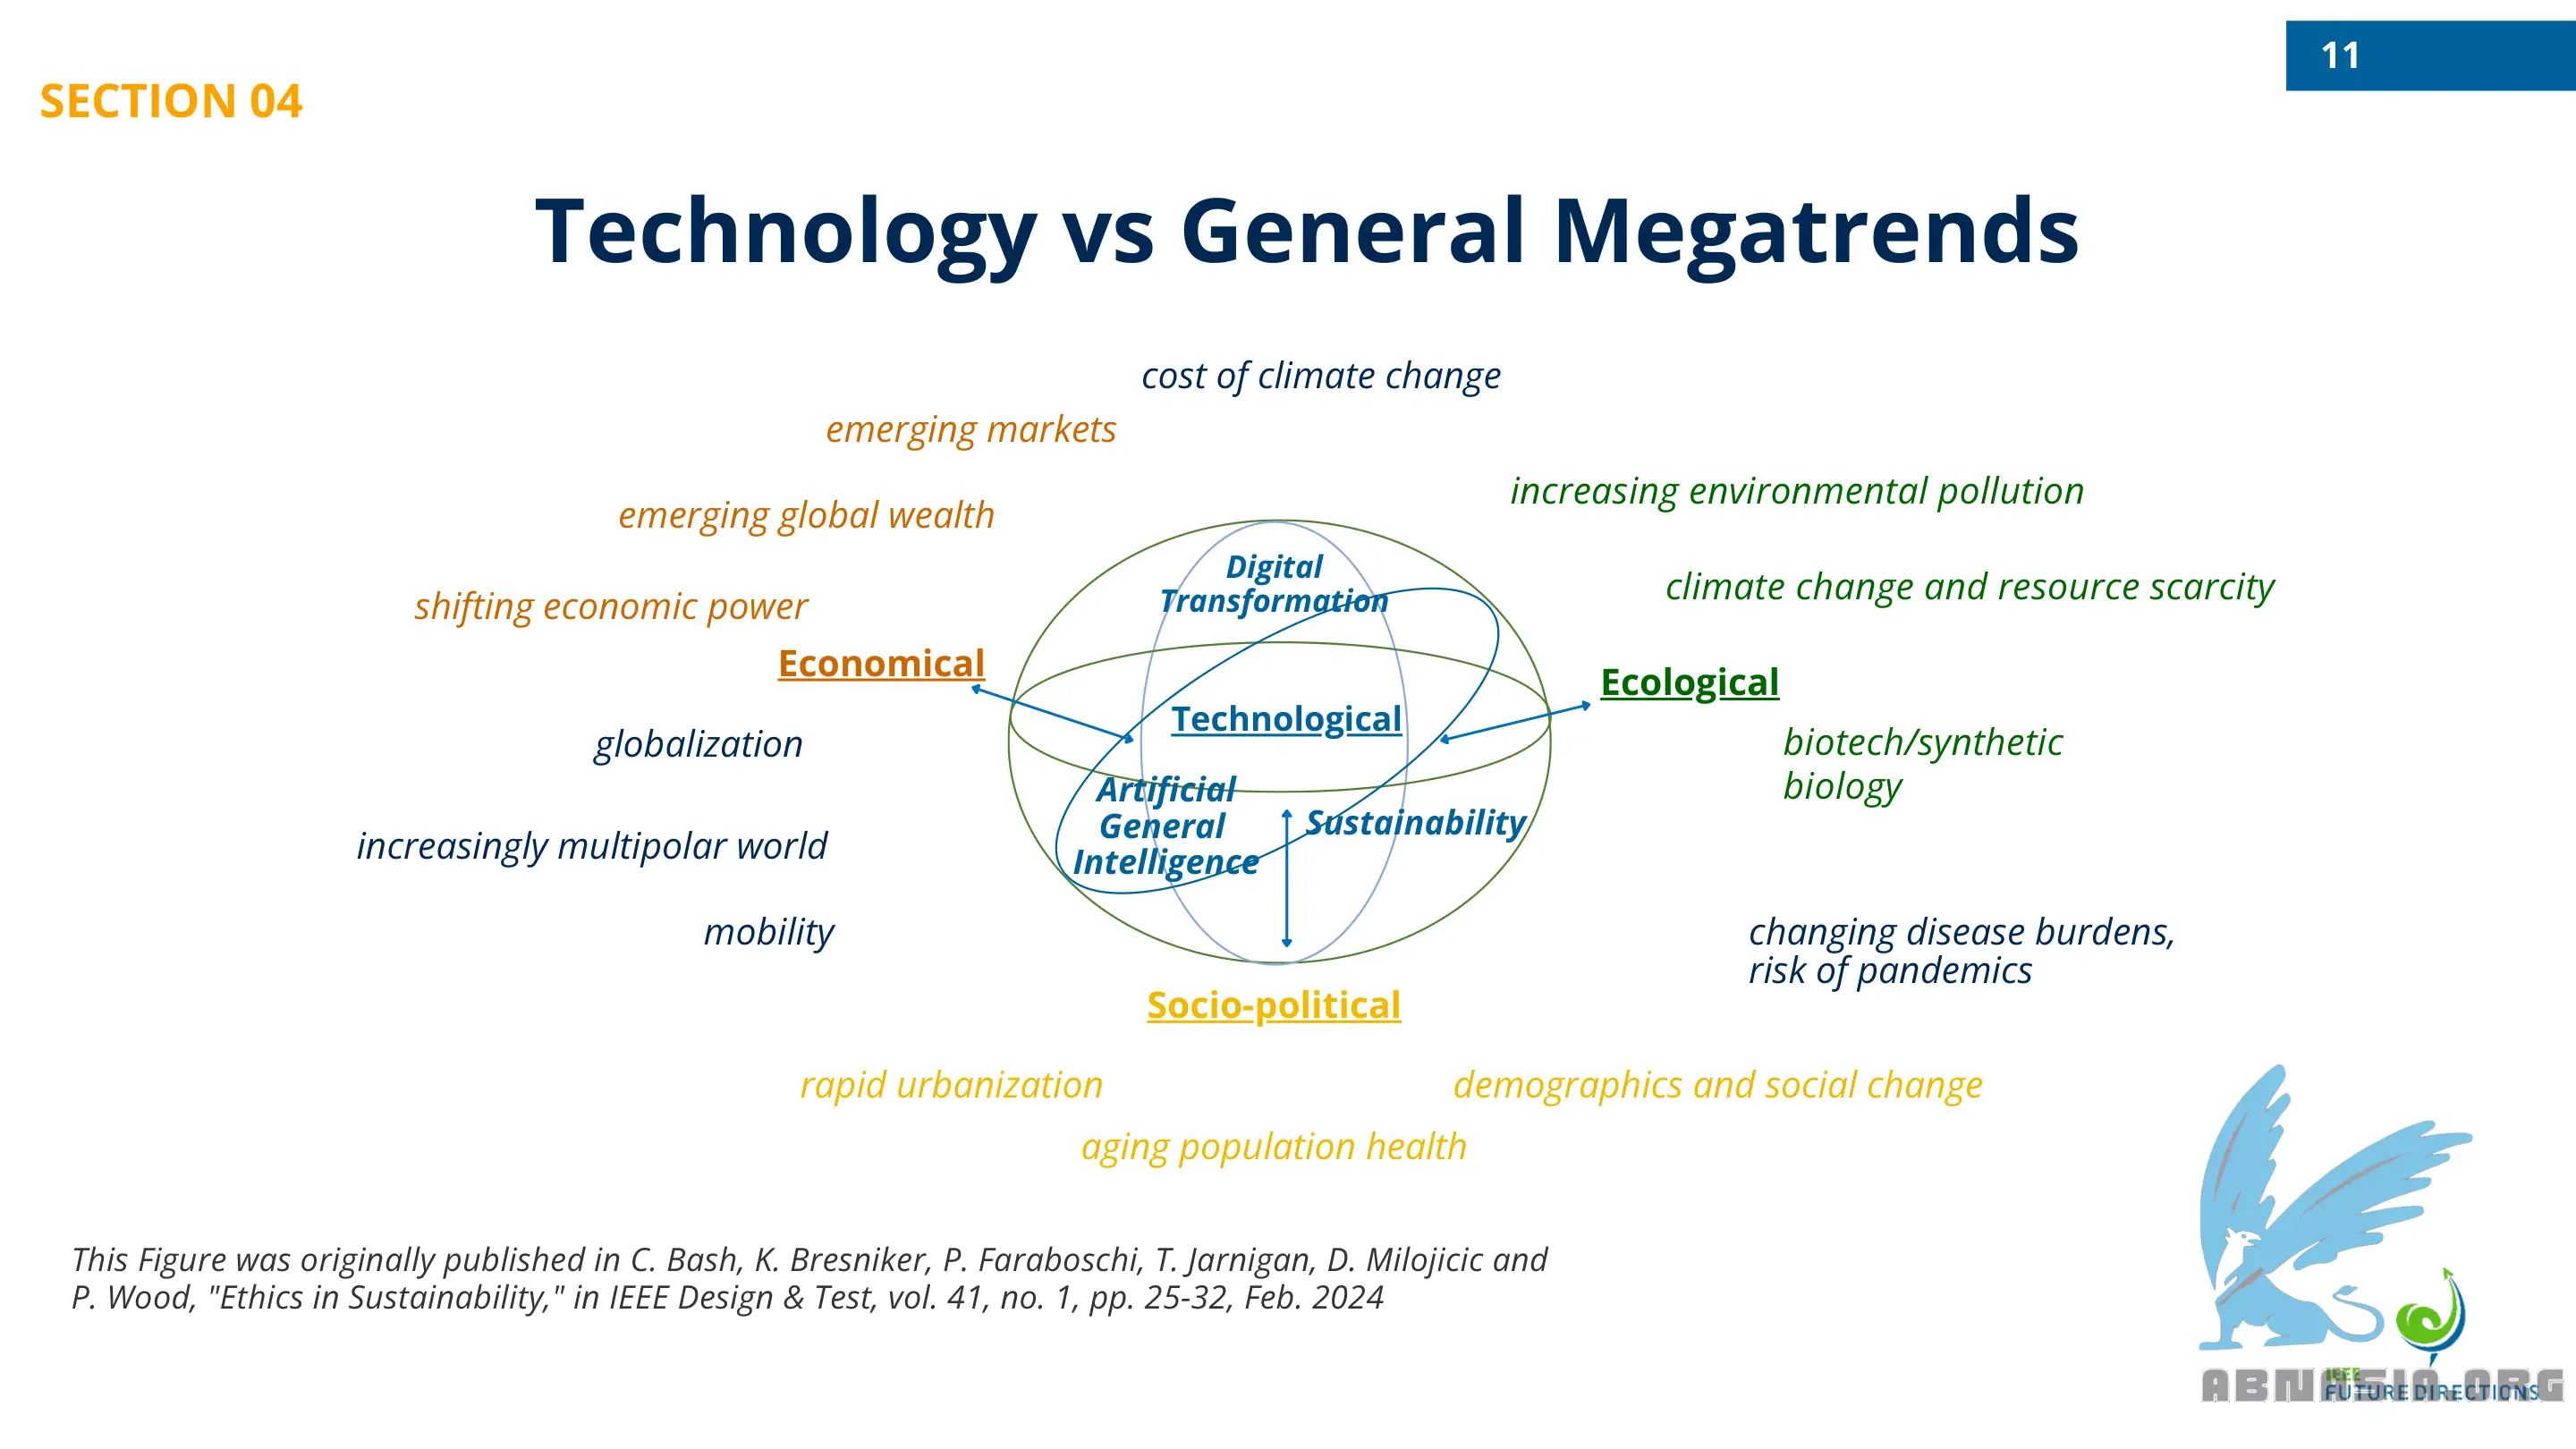 11
SECTION 04
Technology vs General Megatrends
cost of climate change
emerging markets
increasing environmental pollution
emerging global wealth
Digital
Transformation
climate change and resource scarcity
shifting economic power
Economical
Ecological
Technological
globalization
biotech/synthetic
biology
Artificial
General
Intelligence
Sustainability
increasingly multipolar world
mobility
changing disease burdens,
risk of pandemics
Socio-political
rapid urbanization
demographics and social change
aging population health
This Figure was originally published in C. Bash, K. Bresniker, P. Faraboschi, T. Jarnigan, D. Milojicic and
P. Wood, "Ethics in Sustainability," in IEEE Design & Test, vol. 41, no. 1, pp. 25-32, Feb. 2024
IEEE
FUTURE DIRECTIONS
ABNASIA.ORG